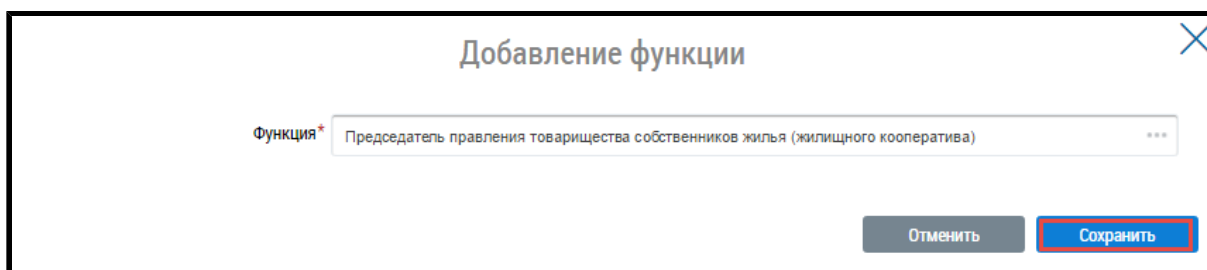 Добавление функции
Функция* Председатель правления товарищества собственников жилья (жилищного кооператива) ...
Отменить Сохранить